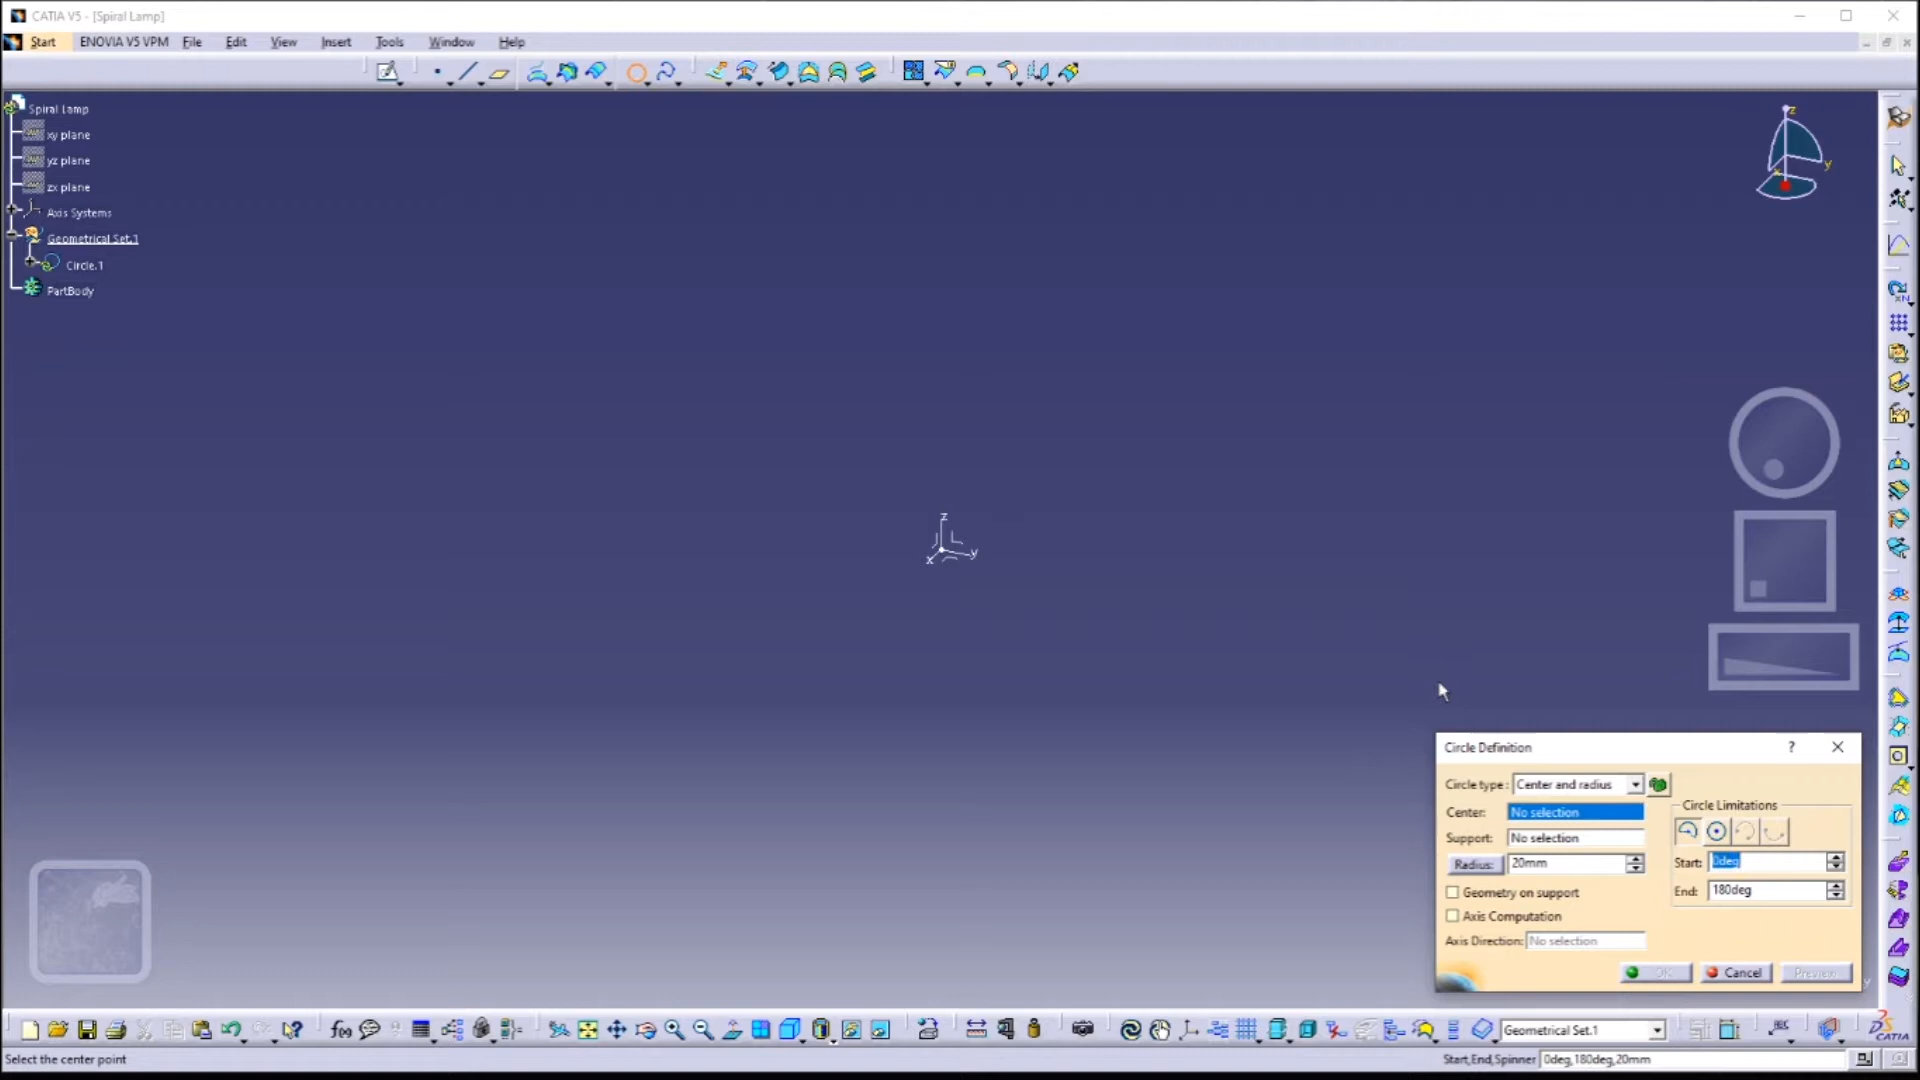 CATIA V5 - [Spiral Lamp]
Start ENOVIA V5 VPM File Edit View Insert Tools Window Help
Spiral Lamp
xy plane
yz plane
zx plane
Axis Systems
Geometrical Set.1
Circle.1
PartBody
z
y
x
z
y
x
Circle Definition ?
Circle type : Center and radius
Center: No selection
Support: No selection
Radius: 20mm
Geometry on support
Axis Computation
Axis Direction: No selection
Circle Limitations
Start: 0deg
End: 180deg
OK Cancel Preview
Geometrical Set.1
CATIA
Select the center point
Start,End,Spinner 0deg,180deg,20mm